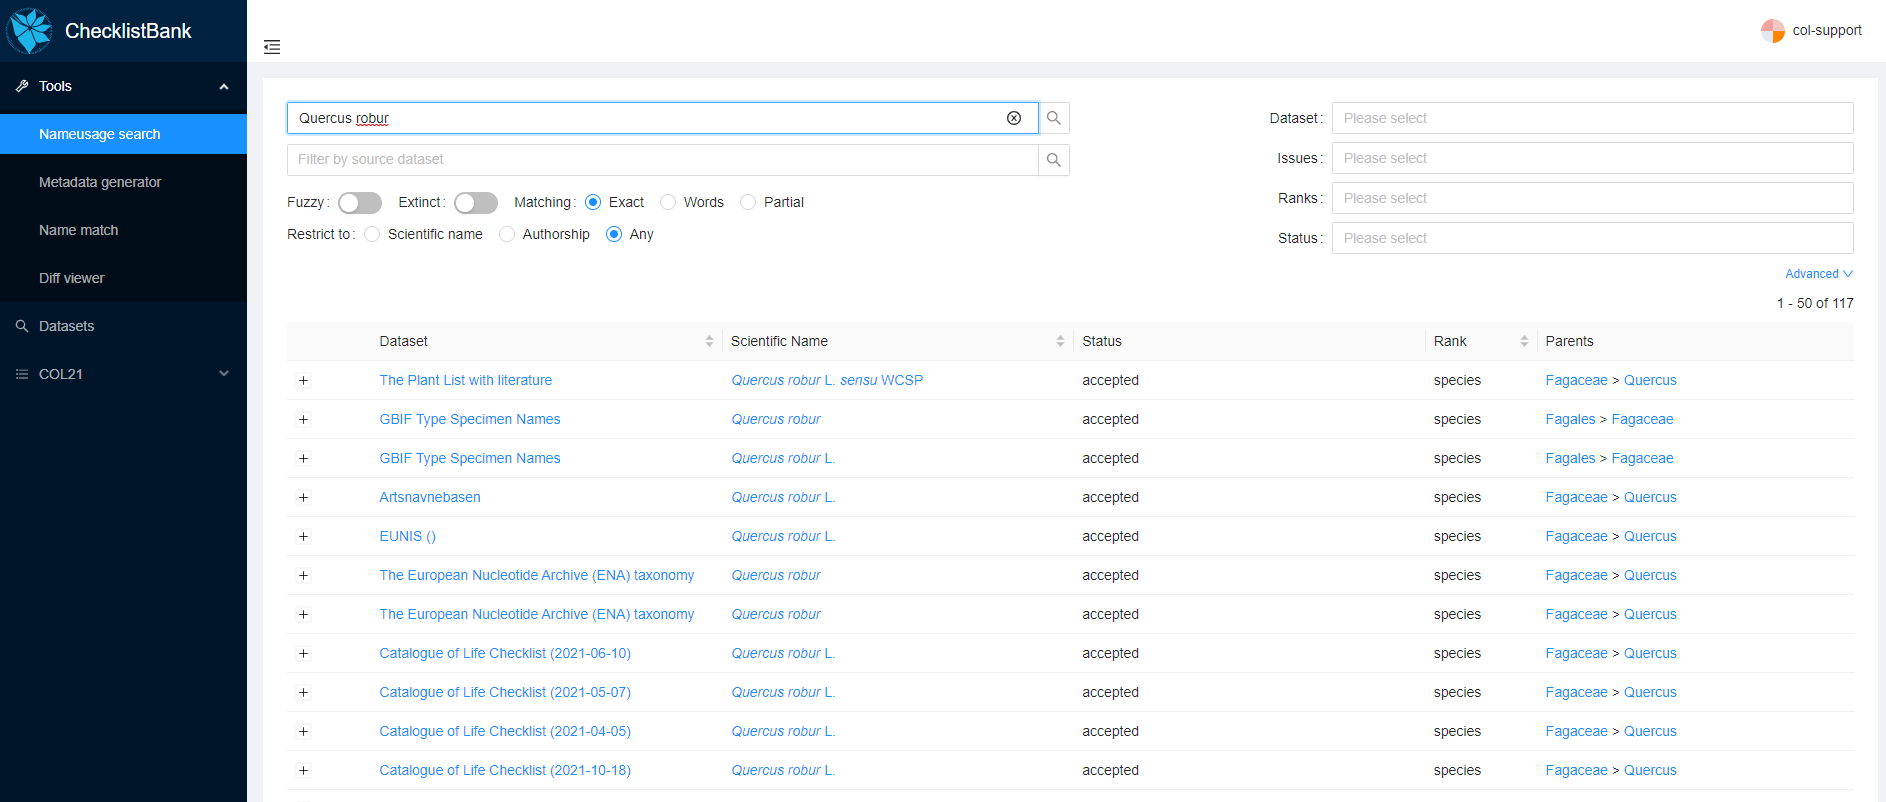 ChecklistBank
col-support
Tools
Nameusage search
Metadata generator
Name match
Diff viewer
Datasets
COL21
Quercus robur
Filter by source dataset
Fuzzy: Extinct: Matching: Exact Words Partial
Restrict to: Scientific name Authorship Any
Dataset: Please select
Issues: Please select
Ranks: Please select
Status: Please select
Advanced
1 - 50 of 117
Dataset Scientific Name Status Rank Parents
The Plant List with literature Quercus robur L. sensu WCSP accepted species Fagaceae > Quercus
GBIF Type Specimen Names Quercus robur accepted species Fagales > Fagaceae
GBIF Type Specimen Names Quercus robur L. accepted species Fagales > Fagaceae
Artsnavnebasen Quercus robur L. accepted species Fagaceae > Quercus
EUNIS () Quercus robur L. accepted species Fagaceae > Quercus
The European Nucleotide Archive (ENA) taxonomy Quercus robur accepted species Fagaceae > Quercus
The European Nucleotide Archive (ENA) taxonomy Quercus robur accepted species Fagaceae > Quercus
Catalogue of Life Checklist (2021-06-10) Quercus robur L. accepted species Fagaceae > Quercus
Catalogue of Life Checklist (2021-05-07) Quercus robur L. accepted species Fagaceae > Quercus
Catalogue of Life Checklist (2021-04-05) Quercus robur L. accepted species Fagaceae > Quercus
Catalogue of Life Checklist (2021-10-18) Quercus robur L. accepted species Fagaceae > Quercus